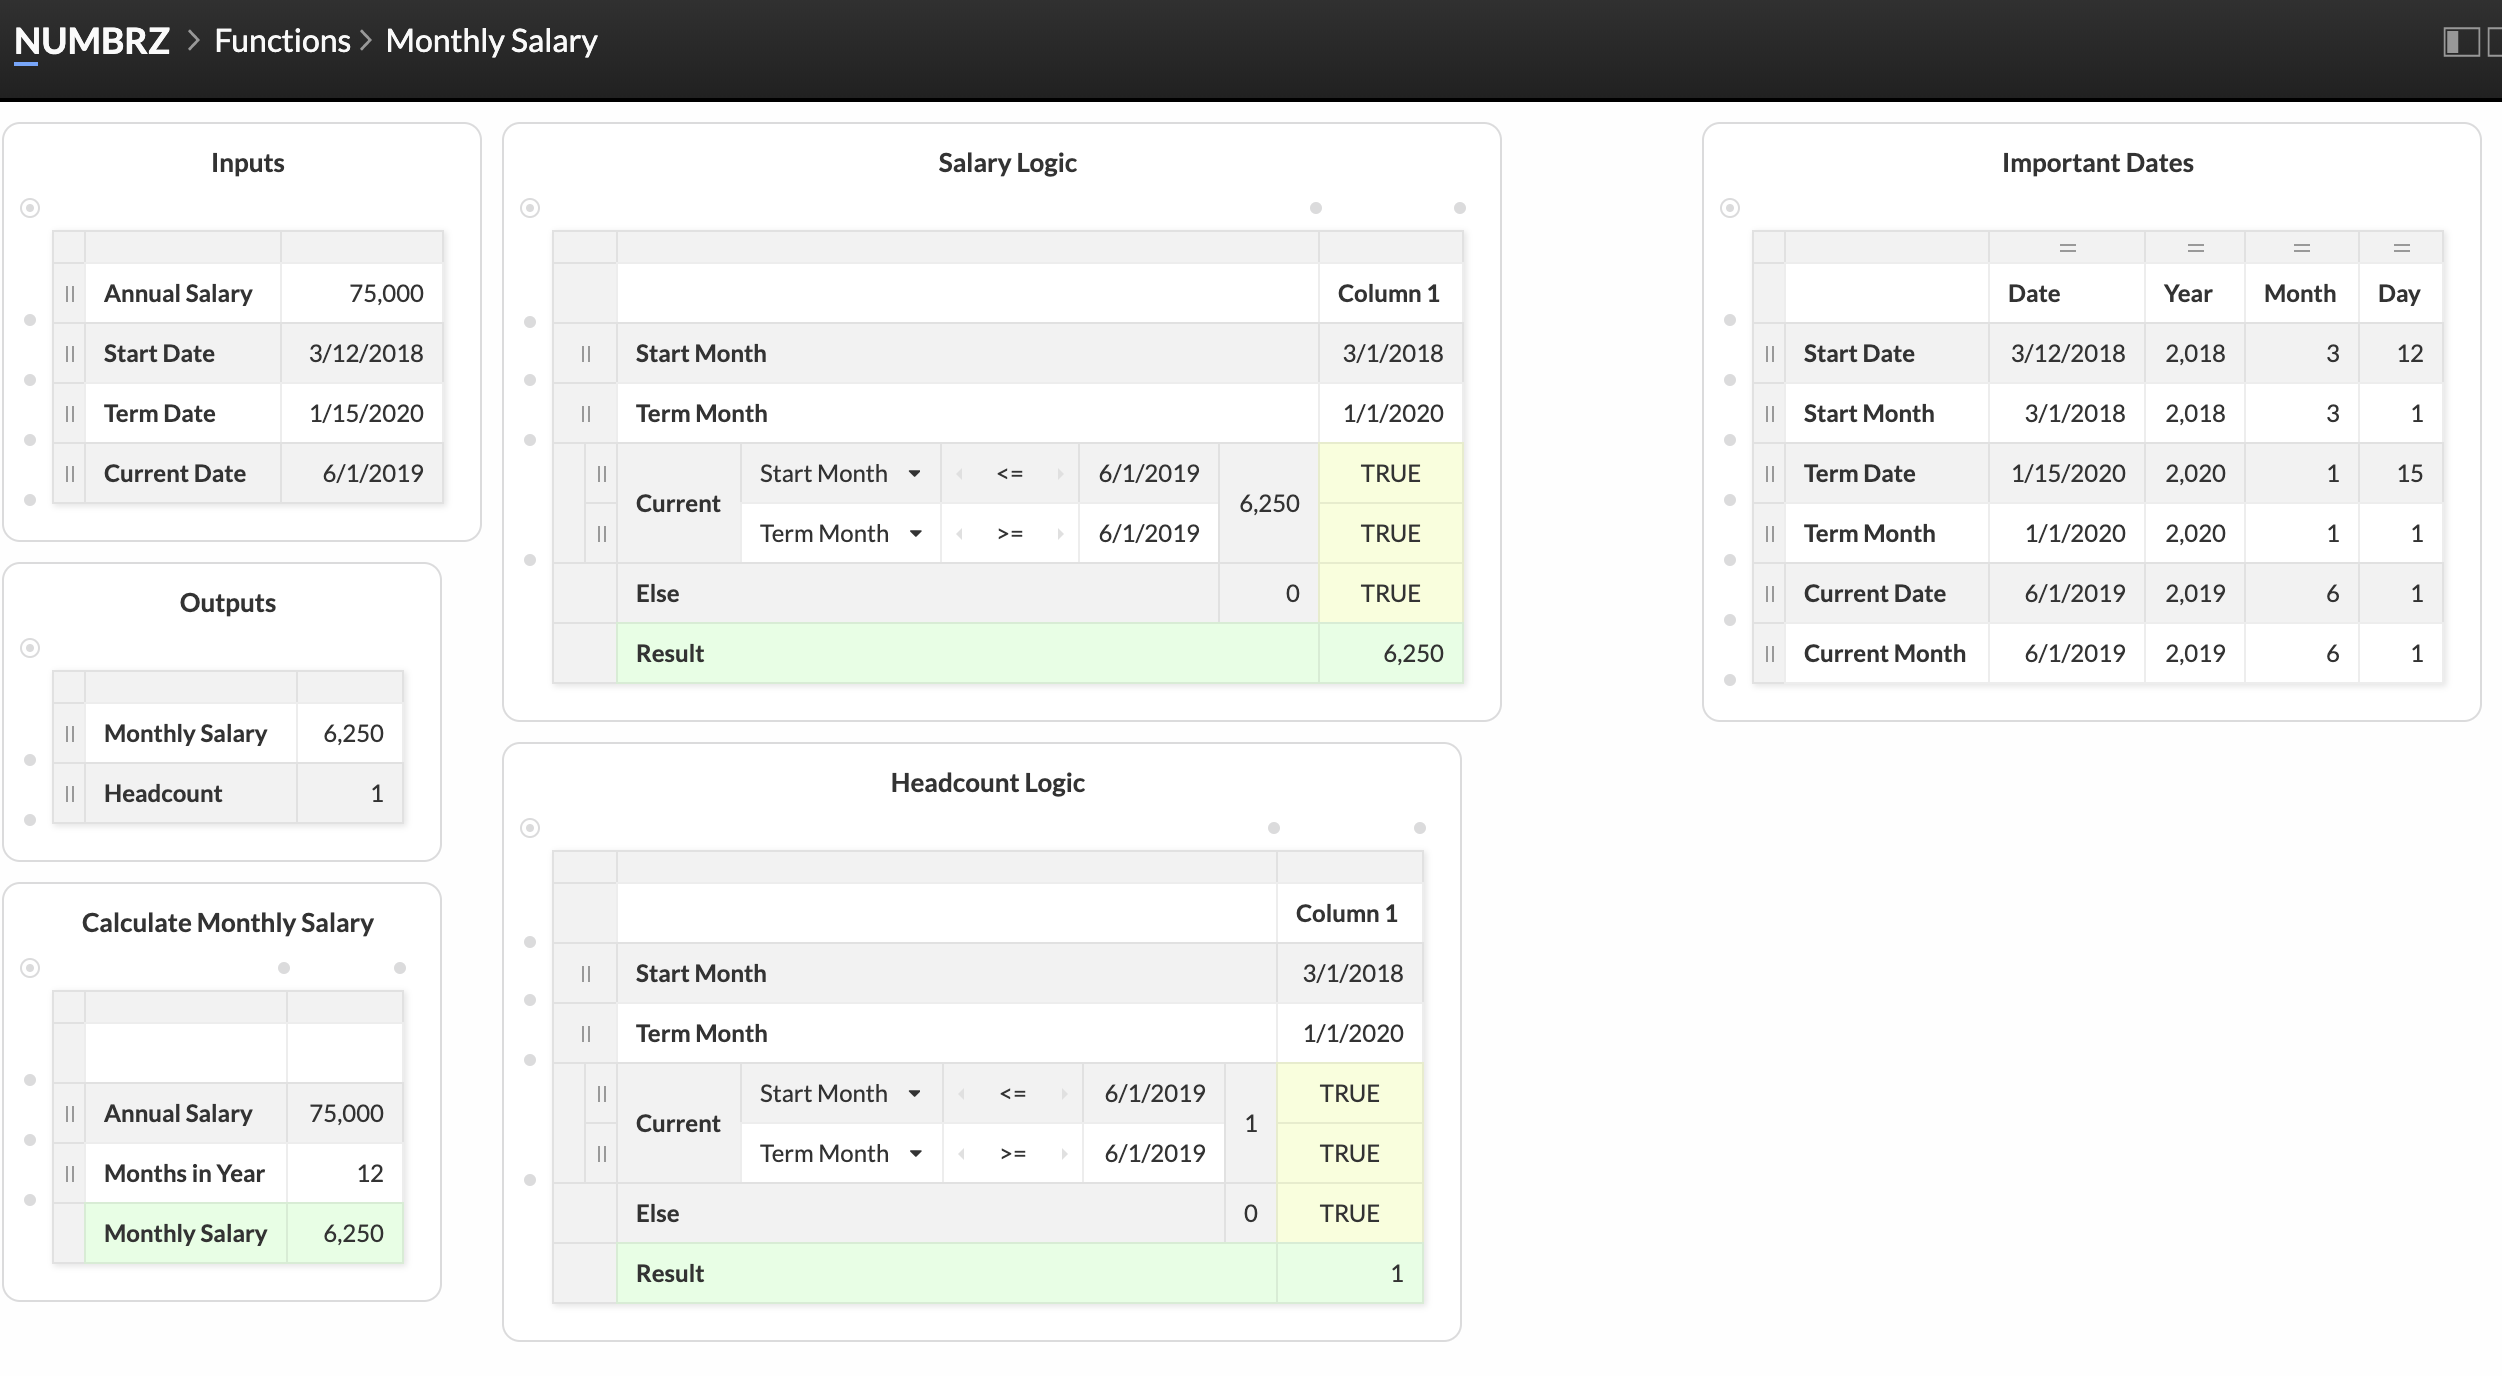 NUMBRZ > Functions > Monthly Salary
Inputs
Annual Salary 75,000
Start Date 3/12/2018
Term Date 1/15/2020
Current Date 6/1/2019
Outputs
Monthly Salary 6,250
Headcount 1
Calculate Monthly Salary
Annual Salary 75,000
Months in Year 12
Monthly Salary 6,250
Salary Logic
Column 1
Start Month 3/1/2018
Term Month 1/1/2020
Current
Start Month <= 6/1/2019 TRUE
6,250
Term Month >= 6/1/2019 TRUE
Else 0 TRUE
Result 6,250
Headcount Logic
Column 1
Start Month 3/1/2018
Term Month 1/1/2020
Current
Start Month <= 6/1/2019 TRUE
1
Term Month >= 6/1/2019 TRUE
Else 0 TRUE
Result 1
Important Dates
Date Year Month Day
Start Date 3/12/2018 2,018 3 12
Start Month 3/1/2018 2,018 3 1
Term Date 1/15/2020 2,020 1 15
Term Month 1/1/2020 2,020 1 1
Current Date 6/1/2019 2,019 6 1
Current Month 6/1/2019 2,019 6 1